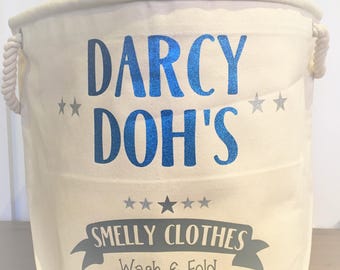 DARCY
DOH'S
SMELLY CLOTHES
Wash & Fold